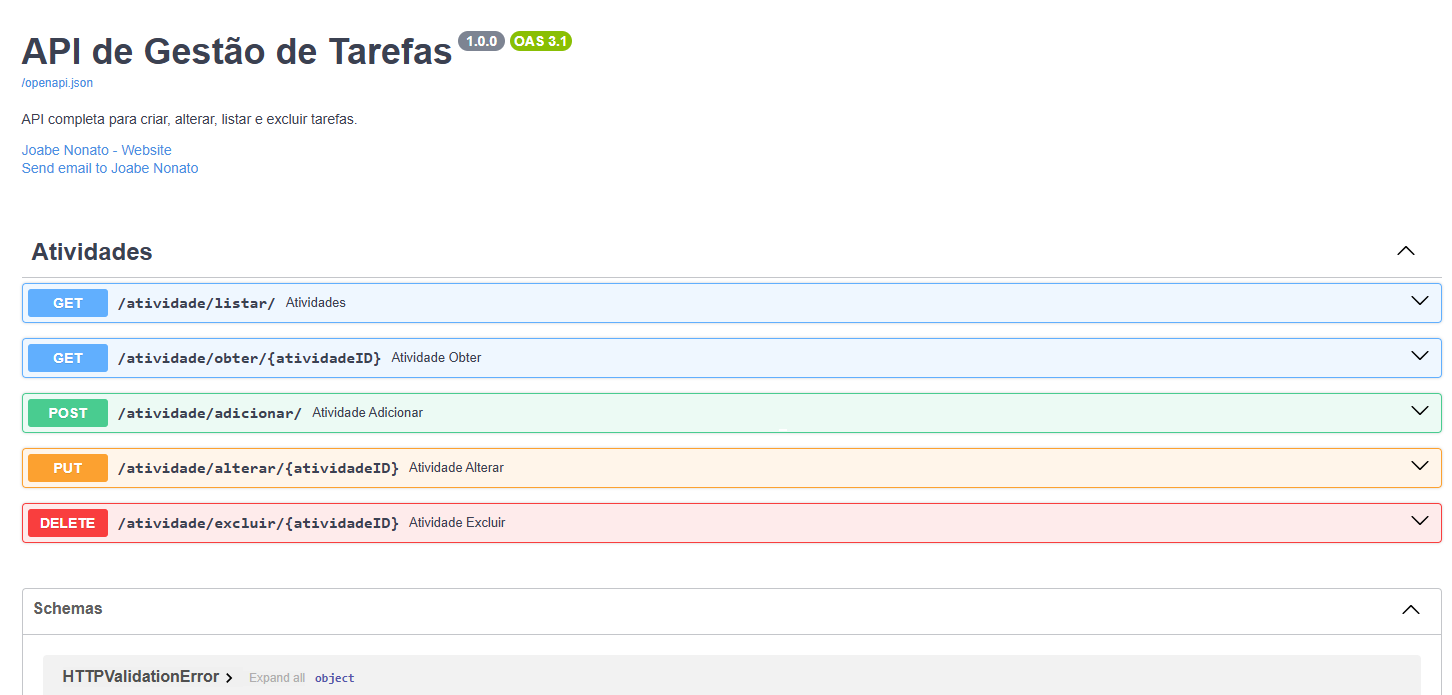 API de Gestão de Tarefas 1.0.0 OAS 3.1
/openapi.json
API completa para criar, alterar, listar e excluir tarefas.
Joabe Nonato - Website
Send email to Joabe Nonato
Atividades
GET /atividade/listar/ Atividades
GET /atividade/obter/{atividadeID} Atividade Obter
POST /atividade/adicionar/ Atividade Adicionar
PUT /atividade/alterar/{atividadeID} Atividade Alterar
DELETE /atividade/excluir/{atividadeID} Atividade Excluir
Schemas
HTTPValidationError Expand all object